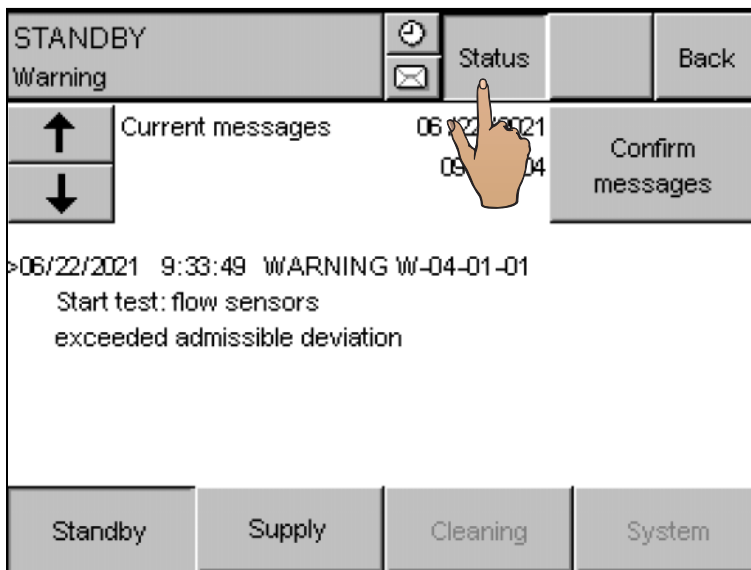 STANDBY
Warning
Status
Back
Current messages
Confirm
messages
>06/22/2021 9:33:49 WARNING W-04-01-01
Start test: flow sensors
exceeded admissible deviation
Standby
Supply
Cleaning
System